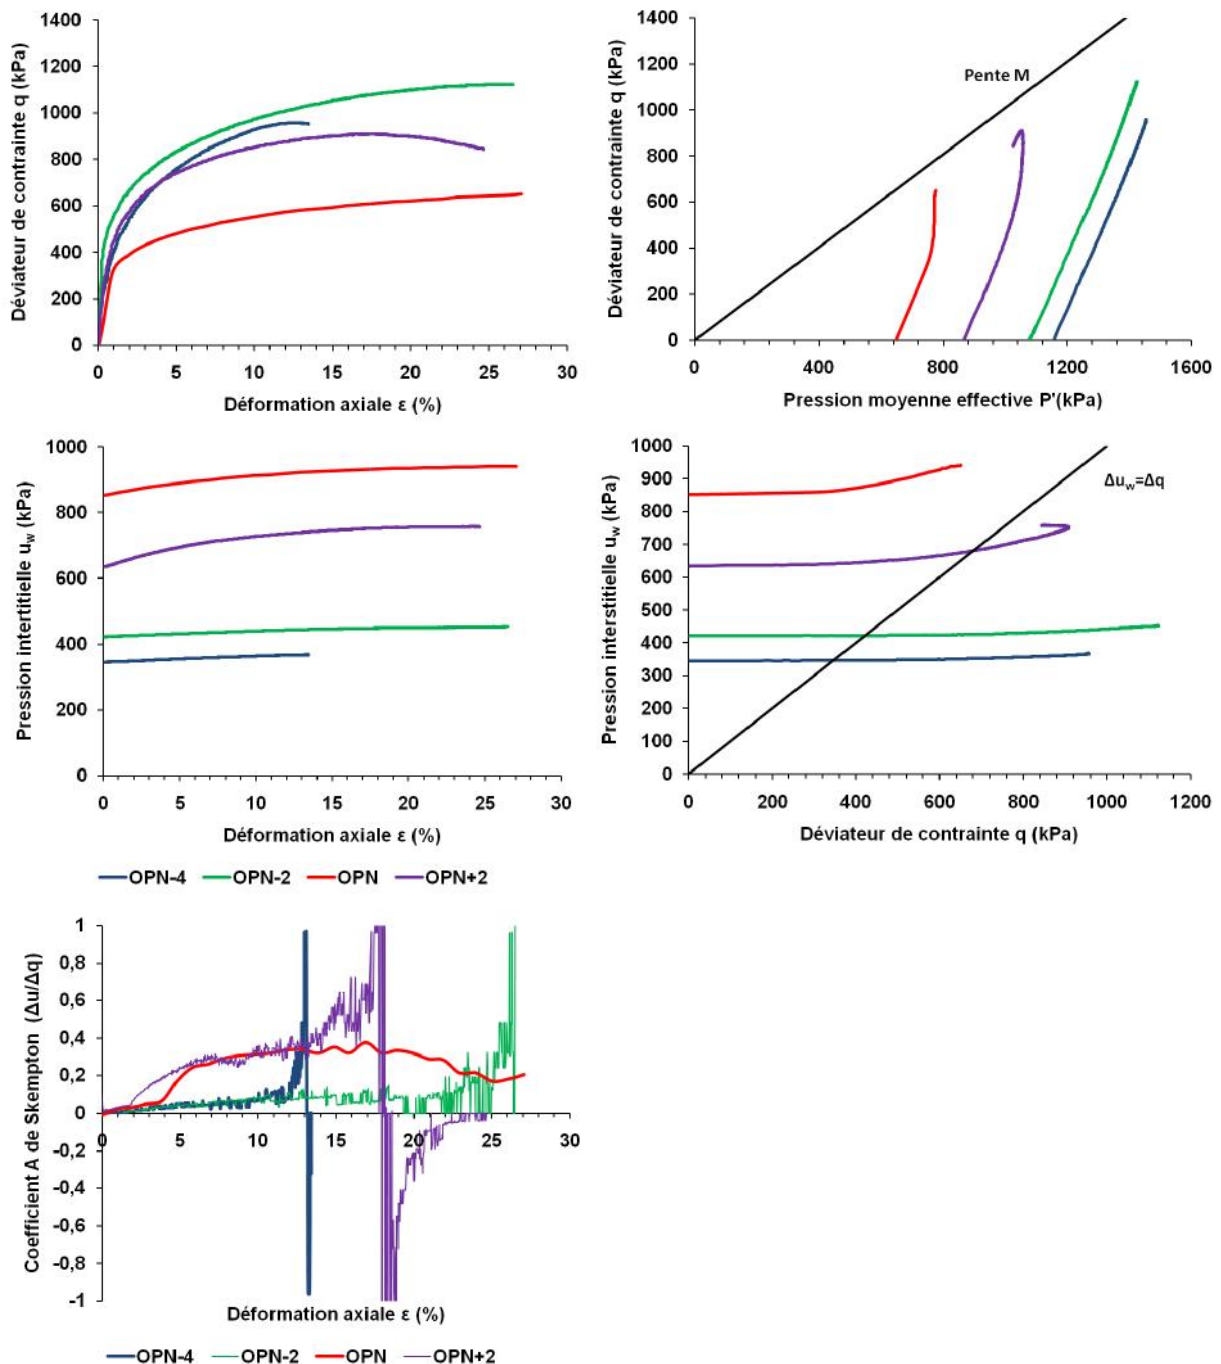 Déviateur de contrainte q (kPa)
1400
1200
1000
800
600
400
200
0
0 5 10 15 20 25 30
Déformation axiale ε (%)
Déviateur de contrainte q (kPa)
1400
1200
1000
800
600
400
200
0
Pente M
0 400 800 1200 1600
Pression moyenne effective P'(kPa)
Pression intertitielle uw (kPa)
1000
800
600
400
200
0
0 5 10 15 20 25 30
Déformation axiale ε (%)
Pression interstitielle uw (kPa)
1000
900
800
700
600
500
400
300
200
100
0
Δuw=Δq
0 200 400 600 800 1000 1200
Déviateur de contrainte q (kPa)
OPN-4 OPN-2 OPN OPN+2
Coefficient A de Skempton (Δu/Δq)
1
0,8
0,6
0,4
0,2
0
-0,2
-0,4
-0,6
-0,8
-1
0 5 10 15 20 25 30
Déformation axiale ε (%)
OPN-4 OPN-2 OPN OPN+2